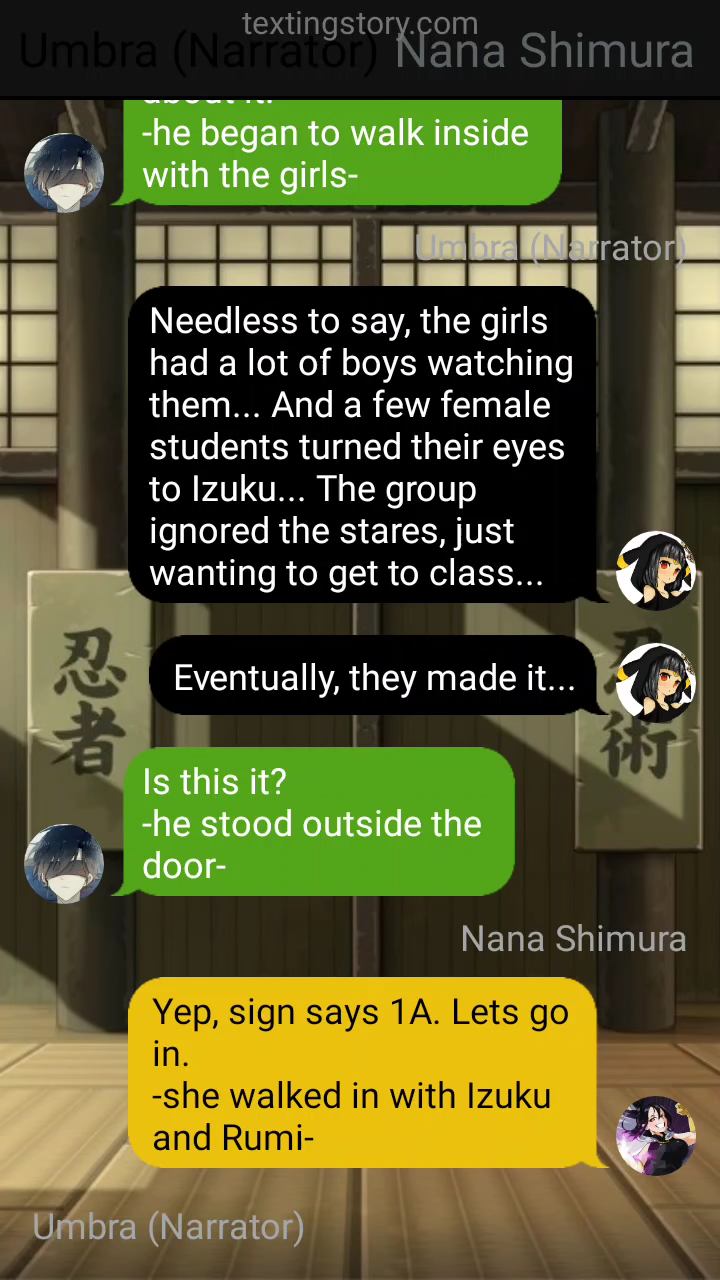 textingstory.com
Umbra (Narrator) Nana Shimura
about it.
-he began to walk inside
with the girls-
Umbra (Narrator)
Needless to say, the girls
had a lot of boys watching
them... And a few female
students turned their eyes
to Izuku... The group
ignored the stares, just
wanting to get to class...
Eventually, they made it...
忍者
忍術
Is this it?
-he stood outside the
door-
Nana Shimura
Yep, sign says 1A. Lets go
in.
-she walked in with Izuku
and Rumi-
Umbra (Narrator)